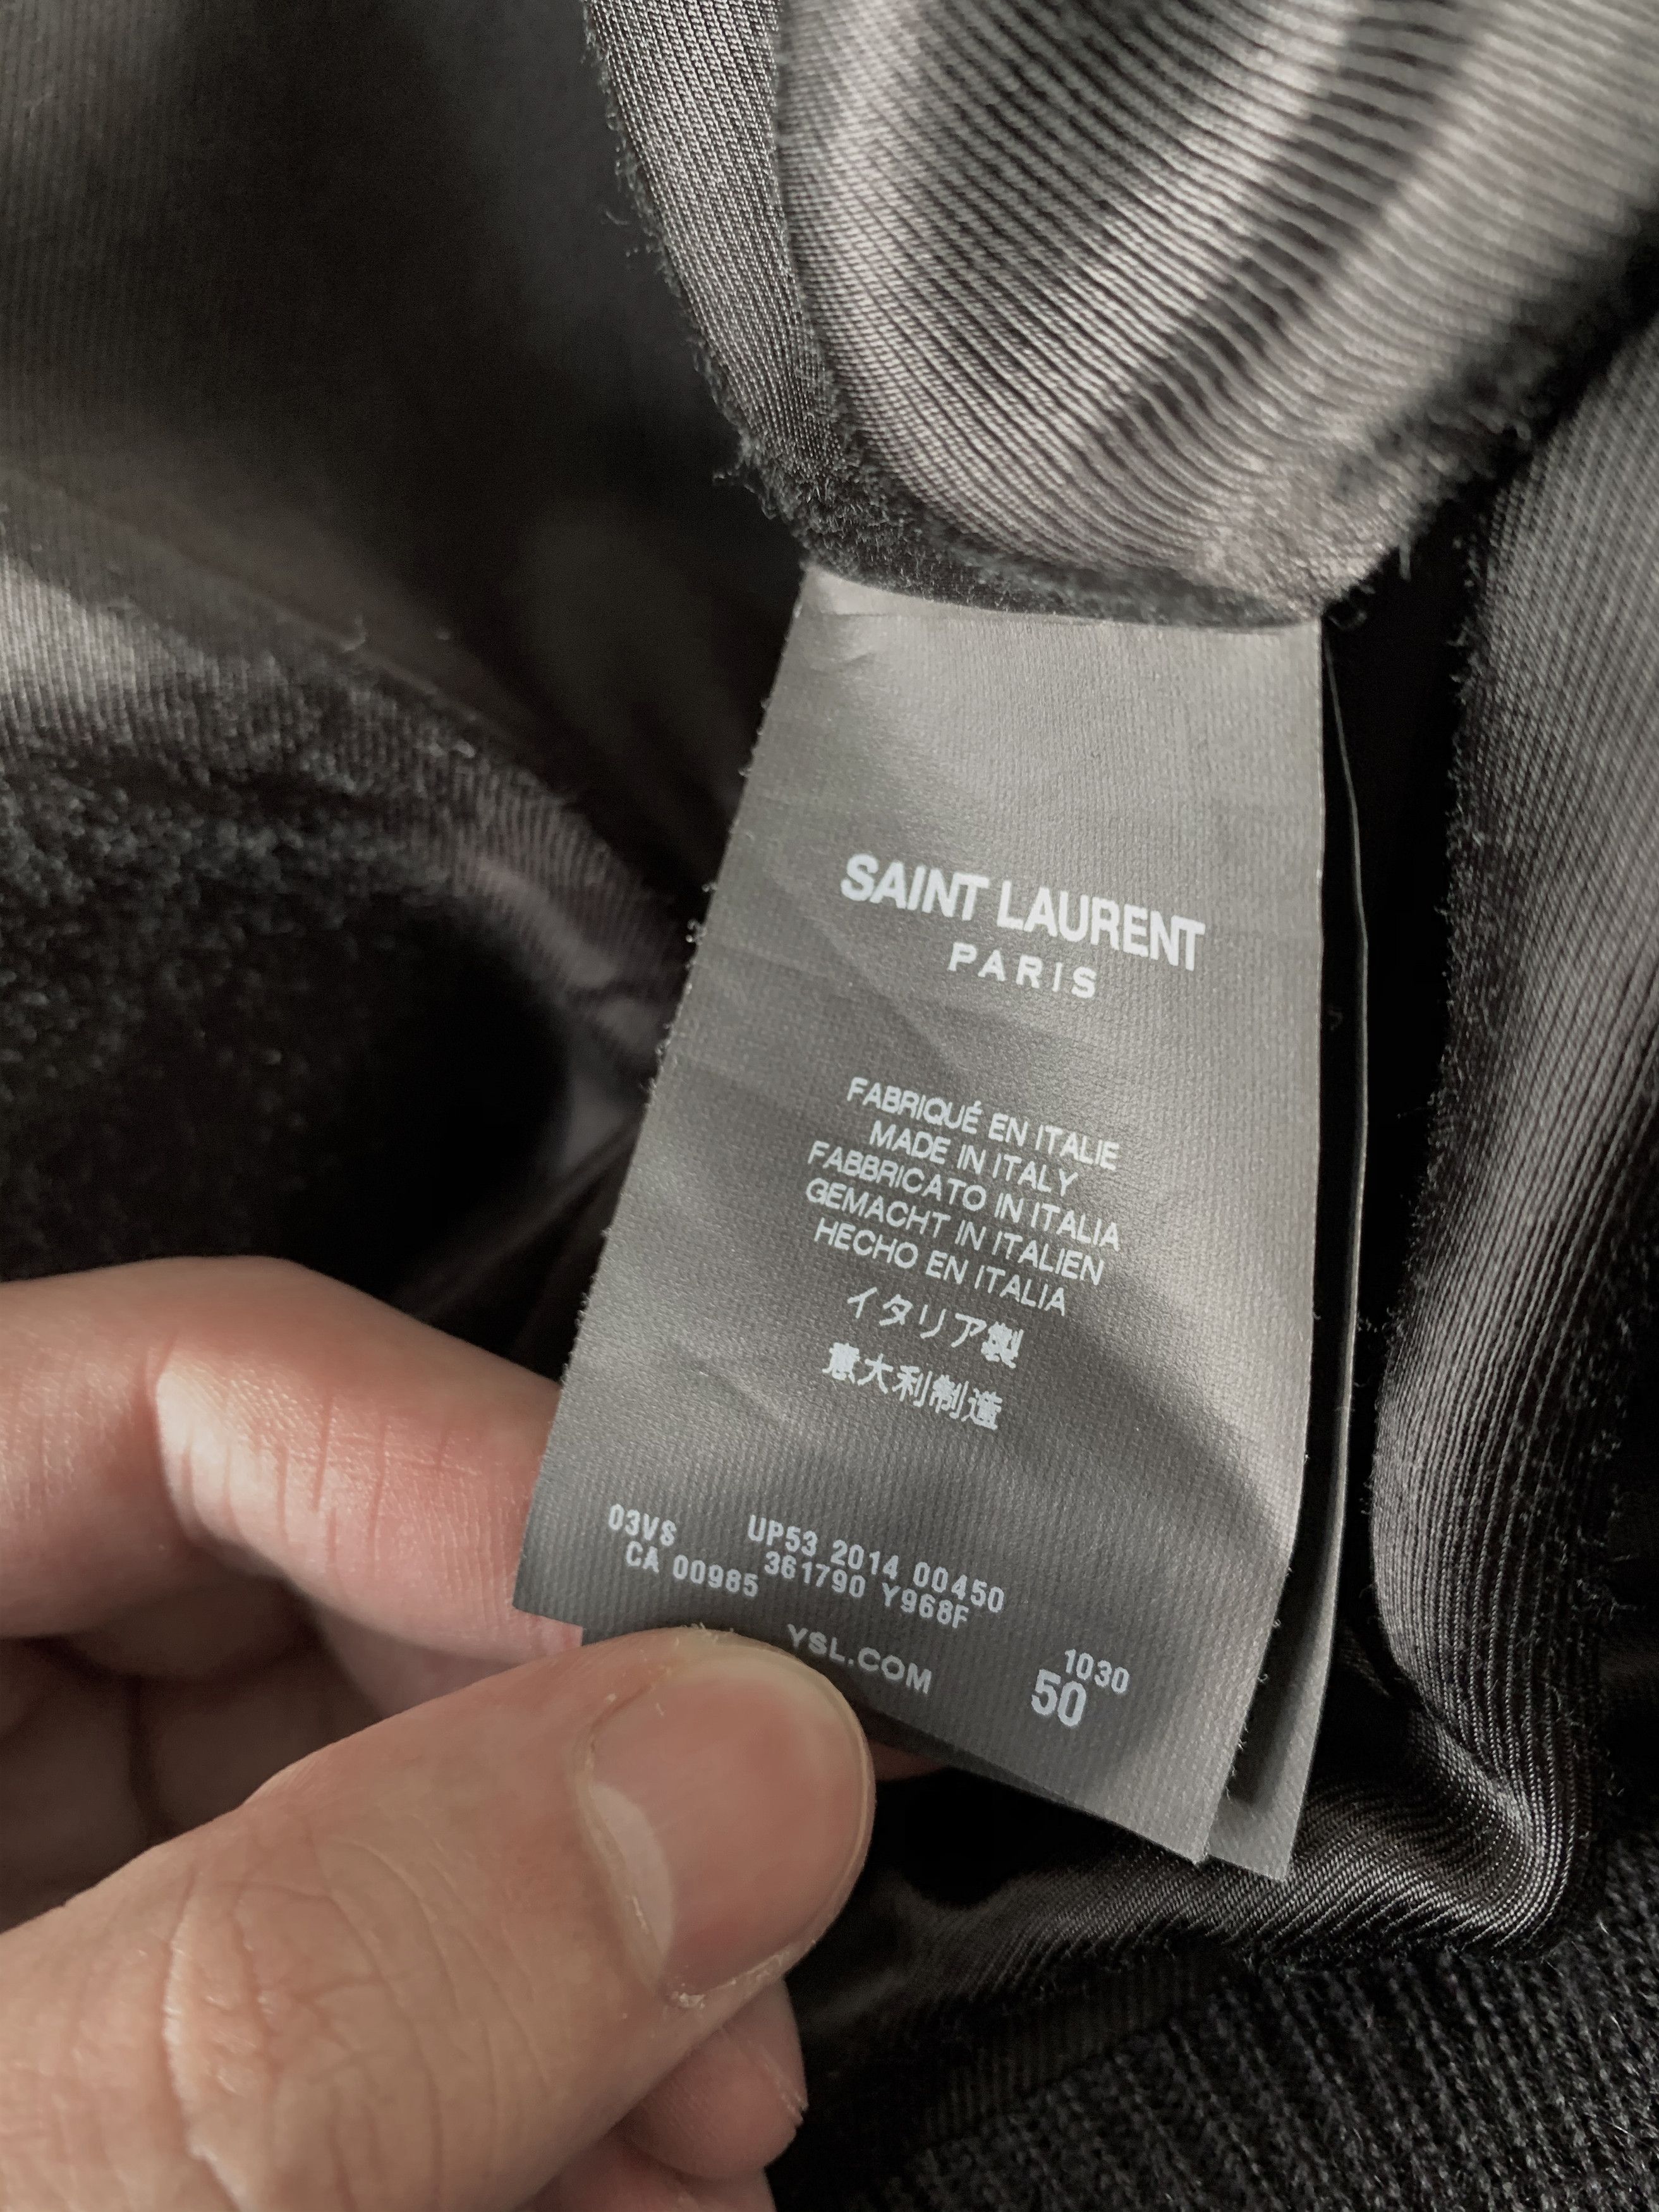 SAINT LAURENT
PARIS
FABRIQUÉ EN ITALIE
MADE IN ITALY
FABBRICATO IN ITALIA
GEMACHT IN ITALIEN
HECHO EN ITALIA
イタリア製
意大利制造
03VS UP53 2014 00450
CA 00985 361790 Y968F
YSL.COM
1030
50